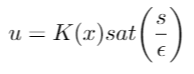 u = K(x)sat(s/ϵ)